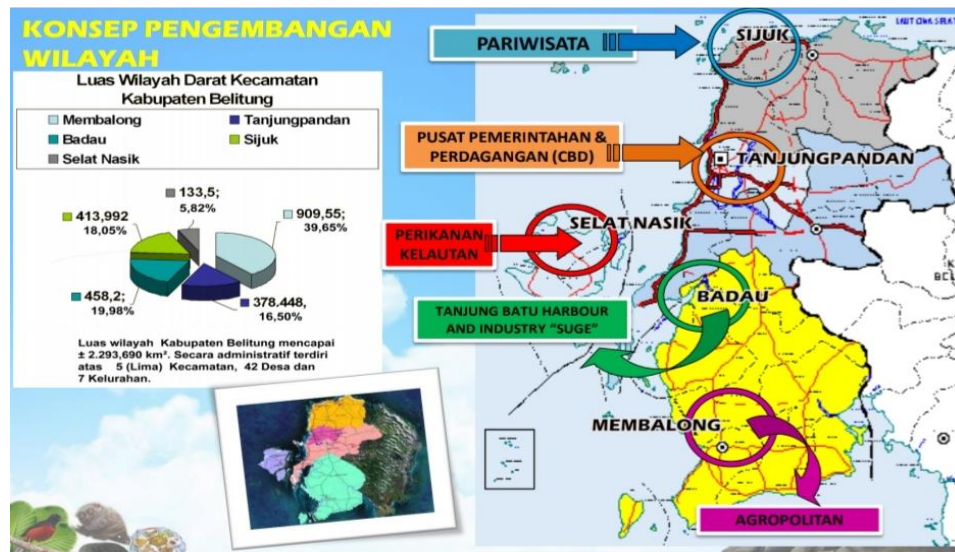 KONSEP PENGEMBANGAN
WILAYAH
Luas Wilayah Darat Kecamatan
Kabupaten Belitung
Membalong
Tanjungpandan
Badau
Sijuk
Selat Nasik
133,5;
5,82%
413,992
18,05%
909,55;
39,65%
458,2;
19,98%
378.448,
16,50%
Luas wilayah Kabupaten Belitung mencapai
± 2.293,690 km². Secara administratif terdiri
atas 5 (Lima) Kecamatan, 42 Desa dan
7 Kelurahan.
PARIWISATA
SIJUK
PUSAT PEMERINTAHAN &
PERDAGANGAN (CBD)
TANJUNGPANDAN
PERIKANAN
KELAUTAN
SELAT NASIK
TANJUNG BATU HARBOUR
AND INDUSTRY “SUGE”
BADAU
MEMBALONG
AGROPOLITAN